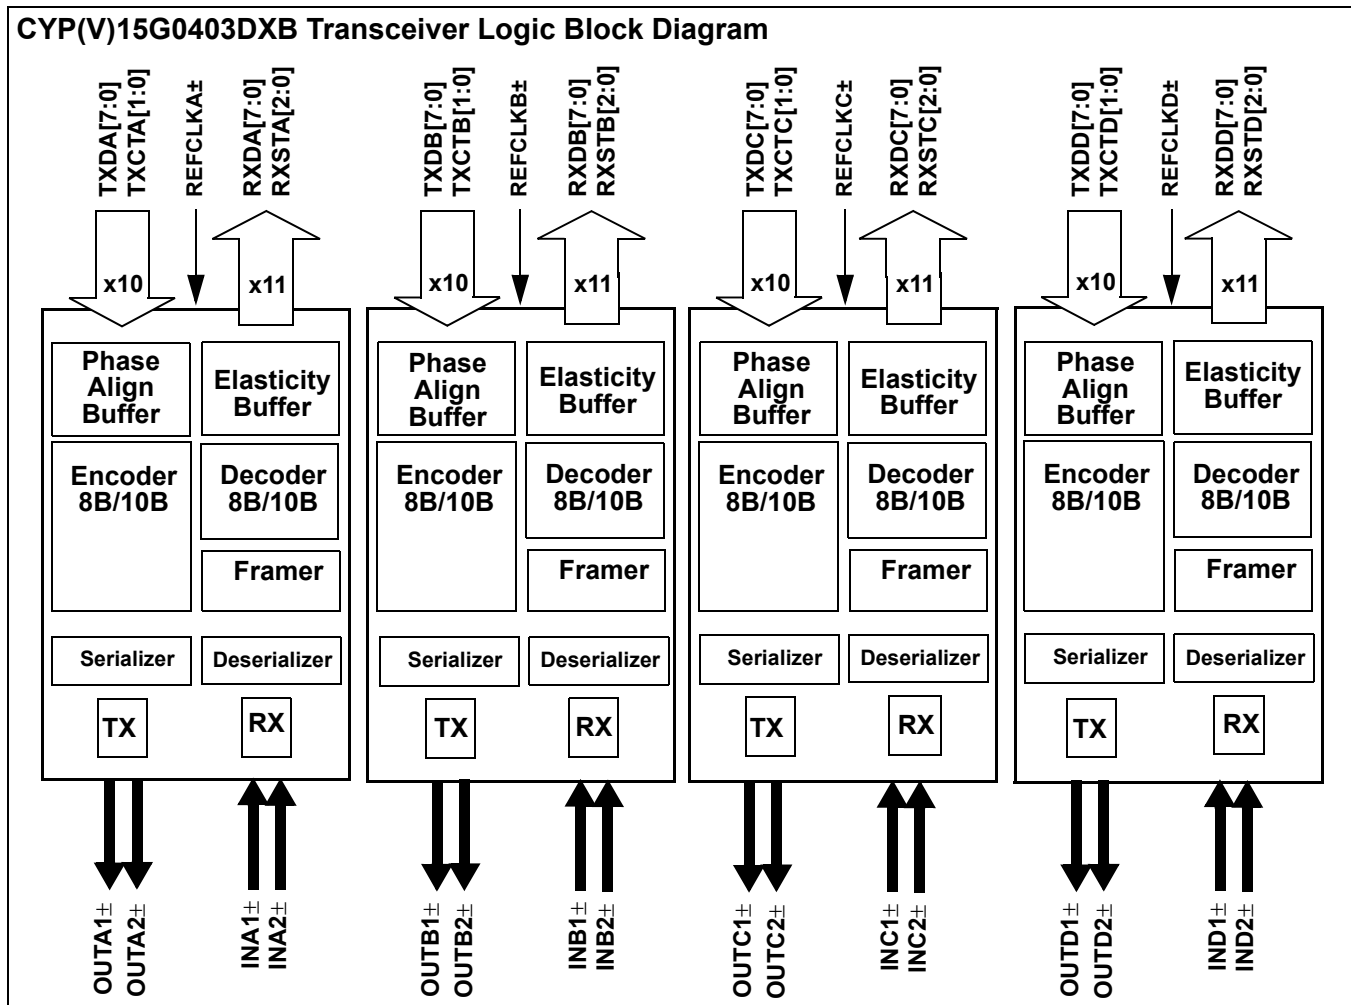 CYP(V)15G0403DXB Transceiver Logic Block Diagram
TXDA[7:0]
TXCTA[1:0]
REFCLKA±
RXDA[7:0]
RXSTA[2:0]
TXDB[7:0]
TXCTB[1:0]
REFCLKB±
RXDB[7:0]
RXSTB[2:0]
TXDC[7:0]
TXCTC[1:0]
REFCLKC±
RXDC[7:0]
RXSTC[2:0]
TXDD[7:0]
TXCTD[1:0]
REFCLKD±
RXDD[7:0]
RXSTD[2:0]
x10
x11
x10
x11
x10
x11
x10
x11
Phase
Align
Buffer
Elasticity
Buffer
Phase
Align
Buffer
Elasticity
Buffer
Phase
Align
Buffer
Elasticity
Buffer
Phase
Align
Buffer
Elasticity
Buffer
Encoder
8B/10B
Decoder
8B/10B
Encoder
8B/10B
Decoder
8B/10B
Encoder
8B/10B
Decoder
8B/10B
Encoder
8B/10B
Decoder
8B/10B
Framer
Framer
Framer
Framer
Serializer
Deserializer
Serializer
Deserializer
Serializer
Deserializer
Serializer
Deserializer
TX
RX
TX
RX
TX
RX
TX
RX
OUTA1±
OUTA2±
INA1±
INA2±
OUTB1±
OUTB2±
INB1±
INB2±
OUTC1±
OUTC2±
INC1±
INC2±
OUTD1±
OUTD2±
IND1±
IND2±